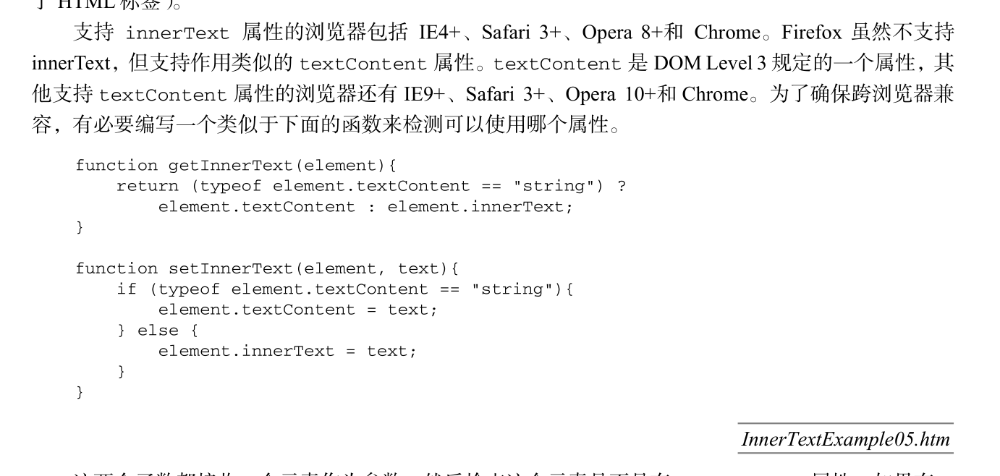 于 HTML 标签）。
支持 innerText 属性的浏览器包括 IE4+、Safari 3+、Opera 8+和 Chrome。Firefox 虽然不支持
innerText，但支持作用类似的 textContent 属性。textContent 是 DOM Level 3 规定的一个属性，其
他支持 textContent 属性的浏览器还有 IE9+、Safari 3+、Opera 10+和 Chrome。为了确保跨浏览器兼
容，有必要编写一个类似于下面的函数来检测可以使用哪个属性。
function getInnerText(element){
    return (typeof element.textContent == "string") ?
        element.textContent : element.innerText;
}
function setInnerText(element, text){
    if (typeof element.textContent == "string"){
        element.textContent = text;
    } else {
        element.innerText = text;
    }
}
InnerTextExample05.htm